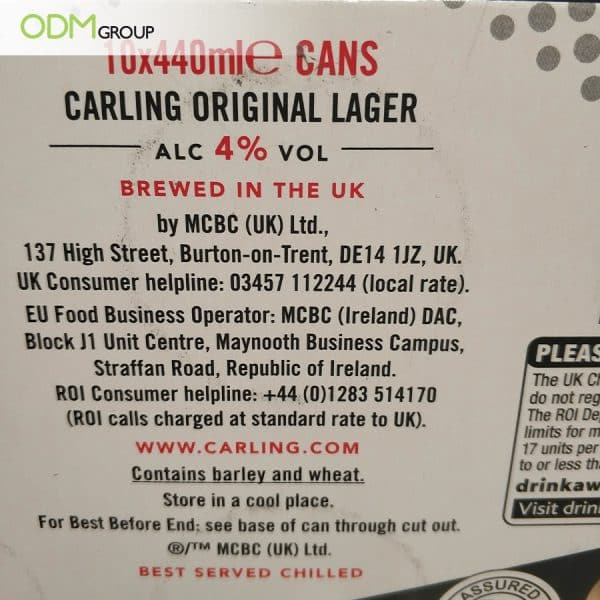 ODMGROUP
10x440ml℮ CANS
CARLING ORIGINAL LAGER
ALC 4% VOL
BREWED IN THE UK
by MCBC (UK) Ltd.,
137 High Street, Burton-on-Trent, DE14 1JZ, UK.
UK Consumer helpline: 03457 112244 (local rate).
EU Food Business Operator: MCBC (Ireland) DAC,
Block J1 Unit Centre, Maynooth Business Campus,
Straffan Road, Republic of Ireland.
ROI Consumer helpline: +44 (0)1283 514170
(ROI calls charged at standard rate to UK).
WWW.CARLING.COM
Contains barley and wheat.
Store in a cool place.
For Best Before End: see base of can through cut out.
®/™ MCBC (UK) Ltd.
BEST SERVED CHILLED
PLEAS
The UK Ch
do not reg
The ROI De
limits for m
17 units per
to or less tha
drinkaw
Visit drin
ASSURED